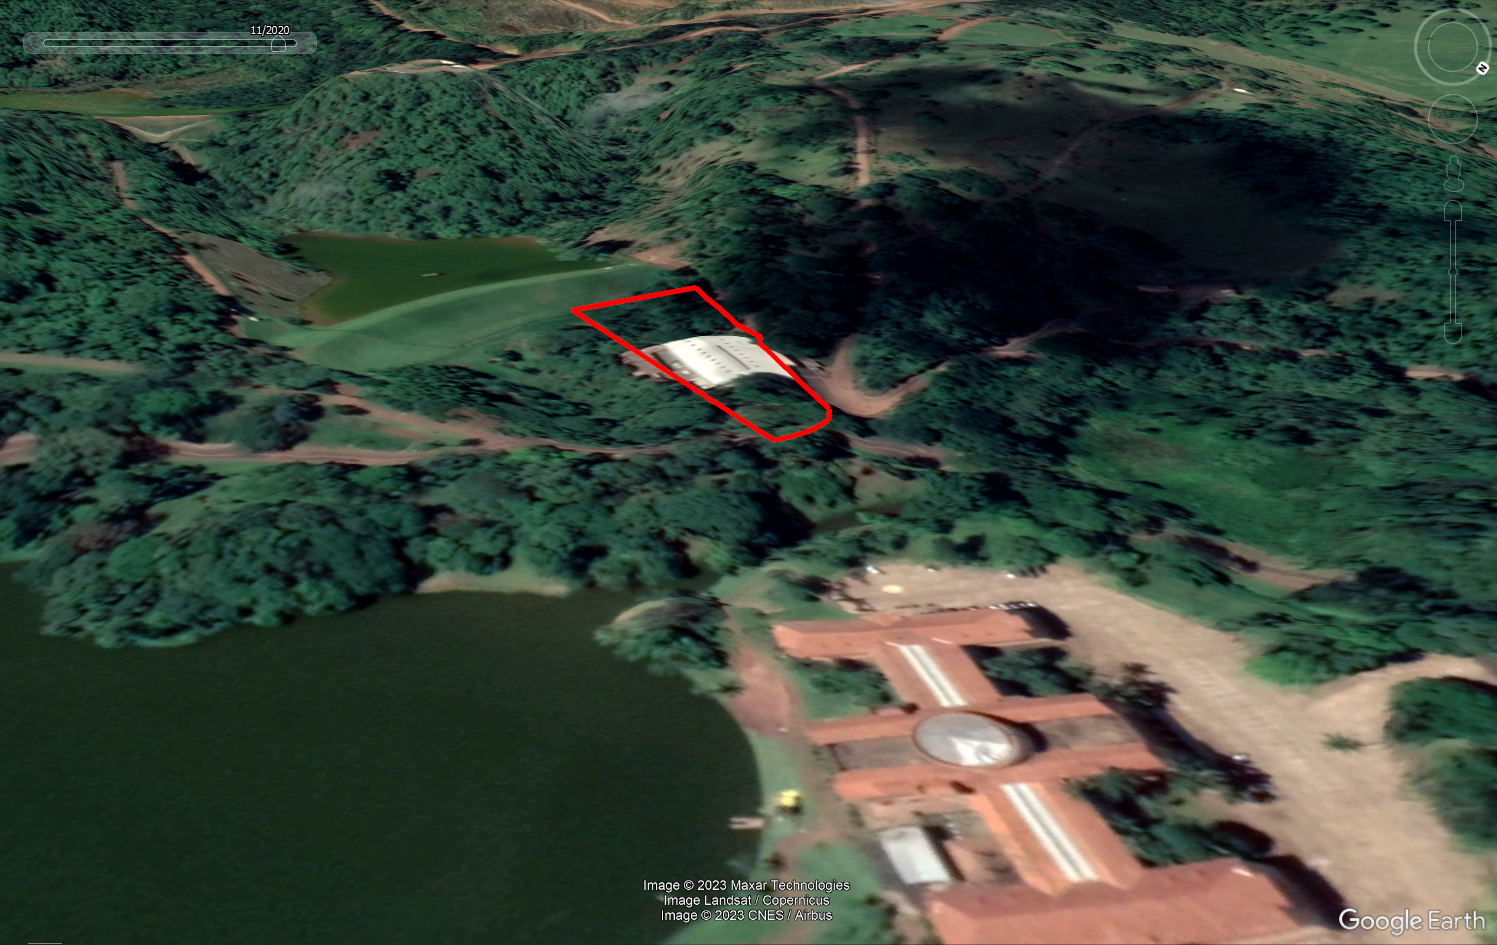 11/2020
N
Image © 2023 Maxar Technologies
Image Landsat / Copernicus
Image © 2023 CNES / Airbus
Google Earth